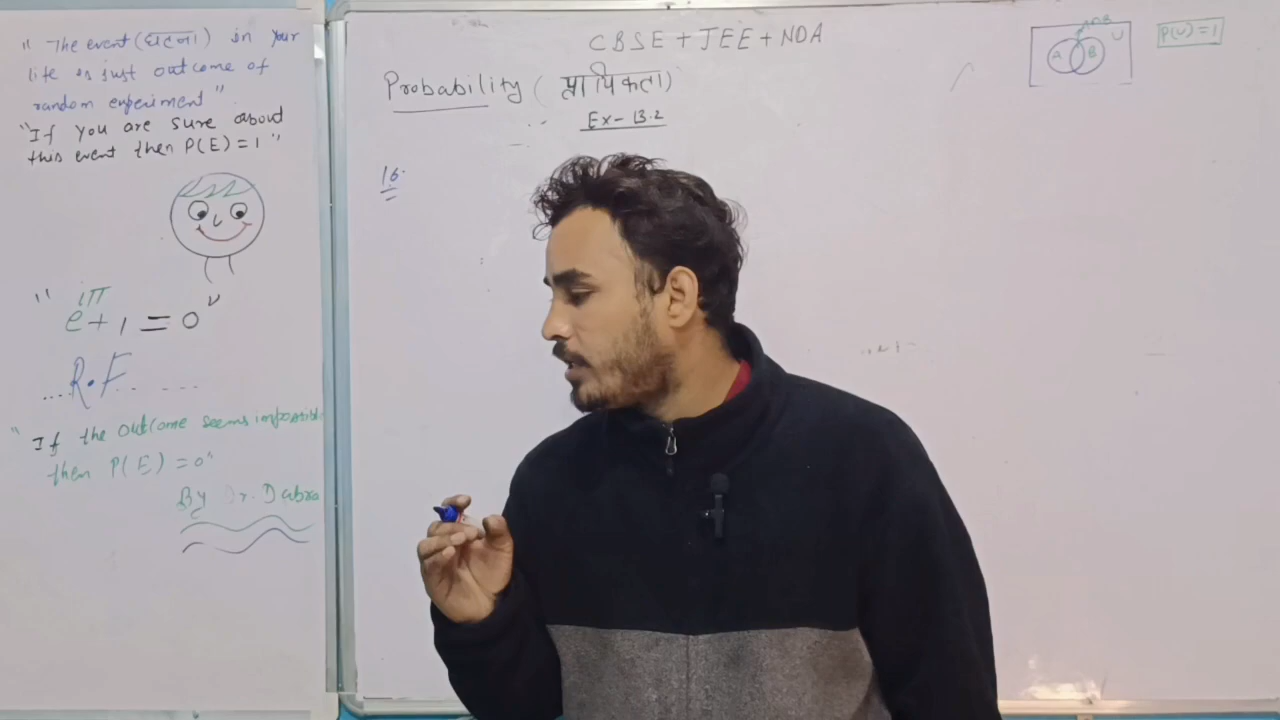 " The event (घटना) in your
life is just outcome of
random experiment"
"If you are sure about
this event then P(E)=1"
"e^iπ + 1 = 0"
...R.F.. ...
"If the outcome seems impossible
then P(E)=0"
By Dr. Dabra
CBSE+JEE+NDA
Probability (प्रायिकता)
Ex-13.2
16.
A∩B
A B U
P(U)=1